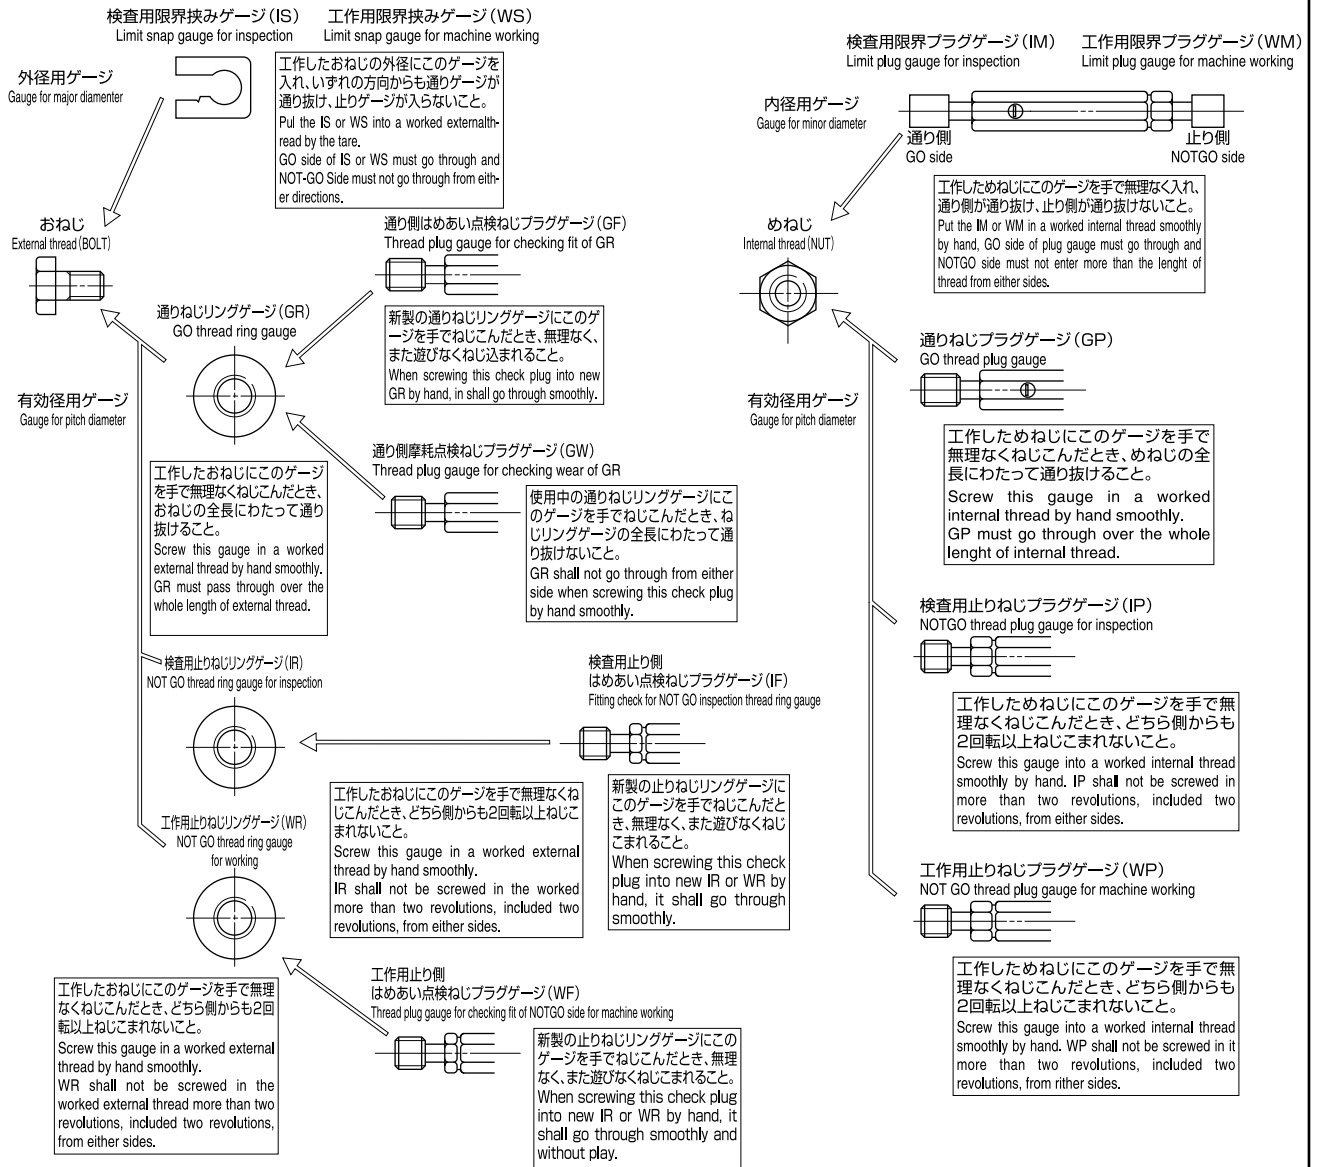 検査用限界挟みゲージ(IS)
Limit snap gauge for inspection
工作用限界挟みゲージ(WS)
Limit snap gauge for machine working
外径用ゲージ
Gauge for major diamenter
工作したおねじの外径にこのゲージを
入れ、いずれの方向からも通りゲージが
通り抜け、止りゲージが入らないこと。
Pul the IS or WS into a worked externalth-
read by the tare.
GO side of IS or WS must go through and
NOT-GO Side must not go through from eith-
er directions.
おねじ
External thread(BOLT)
通り側はめあい点検ねじプラグゲージ(GF)
Thread plug gauge for checking fit of GR
新製の通りねじリングゲージにこのゲ
ージを手でねじこんだとき、無理なく、
また遊びなくねじ込まれること。
When screwing this check plug into new
GR by hand, in shall go through smoothly.
通りねじリングゲージ(GR)
GO thread ring gauge
有効径用ゲージ
Gauge for pitch diameter
通り側摩耗点検ねじプラグゲージ(GW)
Thread plug gauge for checking wear of GR
工作したおねじにこのゲージ
を手で無理なくねじこんだとき、
おねじの全長にわたって通り
抜けること。
Screw this gauge in a worked
external thread by hand smoothly.
GR must pass through over the
whole length of external thread.
使用中の通りねじリングゲージにこ
のゲージを手でねじこんだとき、ね
じリングゲージの全長にわたって通
り抜けないこと。
GR shall not go through from either
side when screwing this check plug
by hand smoothly.
検査用止りねじリングゲージ(IR)
NOT GO thread ring gauge for inspection
検査用止り側
はめあい点検ねじプラグゲージ(IF)
Fitting check for NOT GO inspection thread ring gauge
工作したおねじにこのゲージを手で無理なくね
じこんだとき、どちら側からも2回転以上ねじこ
まれないこと。
Screw this gauge in a worked external
thread by hand smoothly.
IR shall not be screwed in the worked
more than two revolutions, included two
revolutions, from either sides.
新製の止りねじリングゲージに
このゲージを手でねじこんだと
き、無理なく、また遊びなくねじ
こまれること。
When screwing this check
plug into new IR or WR by
hand, it shall go through
smoothly.
工作用止りねじリングゲージ(WR)
NOT GO thread ring gauge
for working
工作したおねじにこのゲージを手で無理
なくねじこんだとき、どちら側からも2回
転以上ねじこまれないこと。
Screw this gauge in a worked external
thread by hand smoothly.
WR shall not be screwed in the
worked external thread more than two
revolutions, included two revolutions,
from either sides.
工作用止り側
はめあい点検ねじプラグゲージ(WF)
Thread plug gauge for checking fit of NOTGO side for machine working
新製の止りねじリングゲージにこの
ゲージを手でねじこんだとき、無理
なく、また遊びなくねじこまれること。
When screwing this check plug
into new IR or WR by hand, it
shall go through smoothly and
without play.
検査用限界プラグゲージ(IM)
Limit plug gauge for inspection
工作用限界プラグゲージ(WM)
Limit plug gauge for machine working
内径用ゲージ
Gauge for minor diameter
通り側
GO side
止り側
NOTGO side
工作しためねじにこのゲージを手で無理なく入れ、
通り側が通り抜け、止り側が通り抜けないこと。
Put the IM or WM in a worked internal thread smoothly
by hand, GO side of plug gauge must go through and
NOTGO side must not enter more than the lenght of
thread from either sides.
めねじ
Internal thread(NUT)
通りねじプラグゲージ(GP)
GO thread plug gauge
有効径用ゲージ
Gauge for pitch diameter
工作しためねじにこのゲージを手で
無理なくねじこんだとき、めねじの全
長にわたって通り抜けること。
Screw this gauge in a worked
internal thread by hand smoothly.
GP must go through over the whole
lenght of internal thread.
検査用止りねじプラグゲージ(IP)
NOTGO thread plug gauge for inspection
工作しためねじにこのゲージを手で無
理なくねじこんだとき、どちら側からも
2回転以上ねじこまれないこと。
Screw this gauge into a worked internal thread
smoothly by hand. IP shall not be screwed in
more than two revolutions, included two
revolutions, from either sides.
工作用止りねじプラグゲージ(WP)
NOT GO thread plug gauge for machine working
工作しためねじにこのゲージを手で無
理なくねじこんだとき、どちら側からも
2回転以上ねじこまれないこと。
Screw this gauge into a worked internal thread
smoothly by hand. WP shall not be screwed in it
more than two revolutions, included two
revolutions, from rither sides.